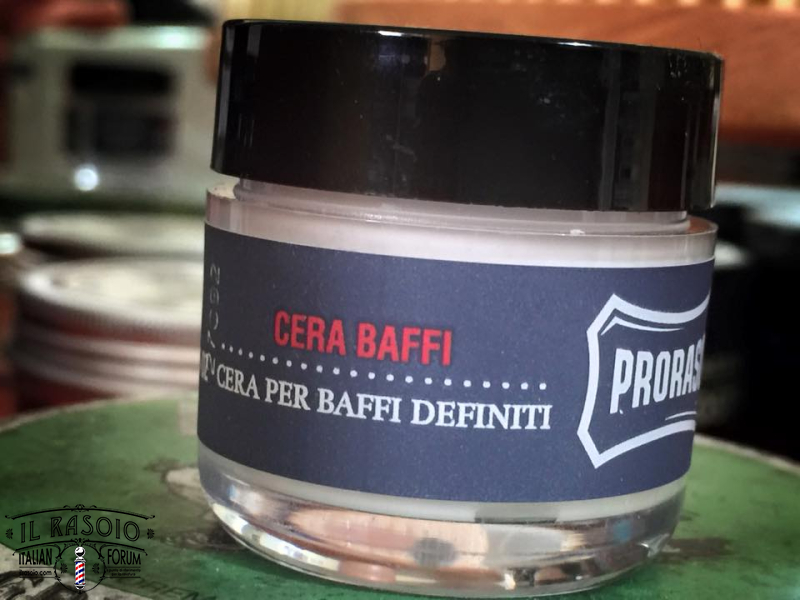 CERA BAFFI
CERA PER BAFFI DEFINITI
PRORAS
IL RASOIO
ITALIAN FORUM